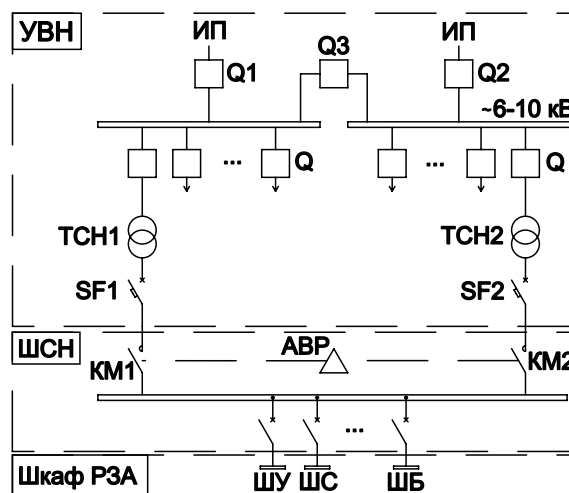 УВН
ИП Q3 ИП
Q1 Q2
~6-10 кВ
... Q ... Q
ТСН1 ТСН2
SF1 SF2
ШСН
АВР
КМ1 КМ2
...
Шкаф РЗА ШУ ШС ШБ